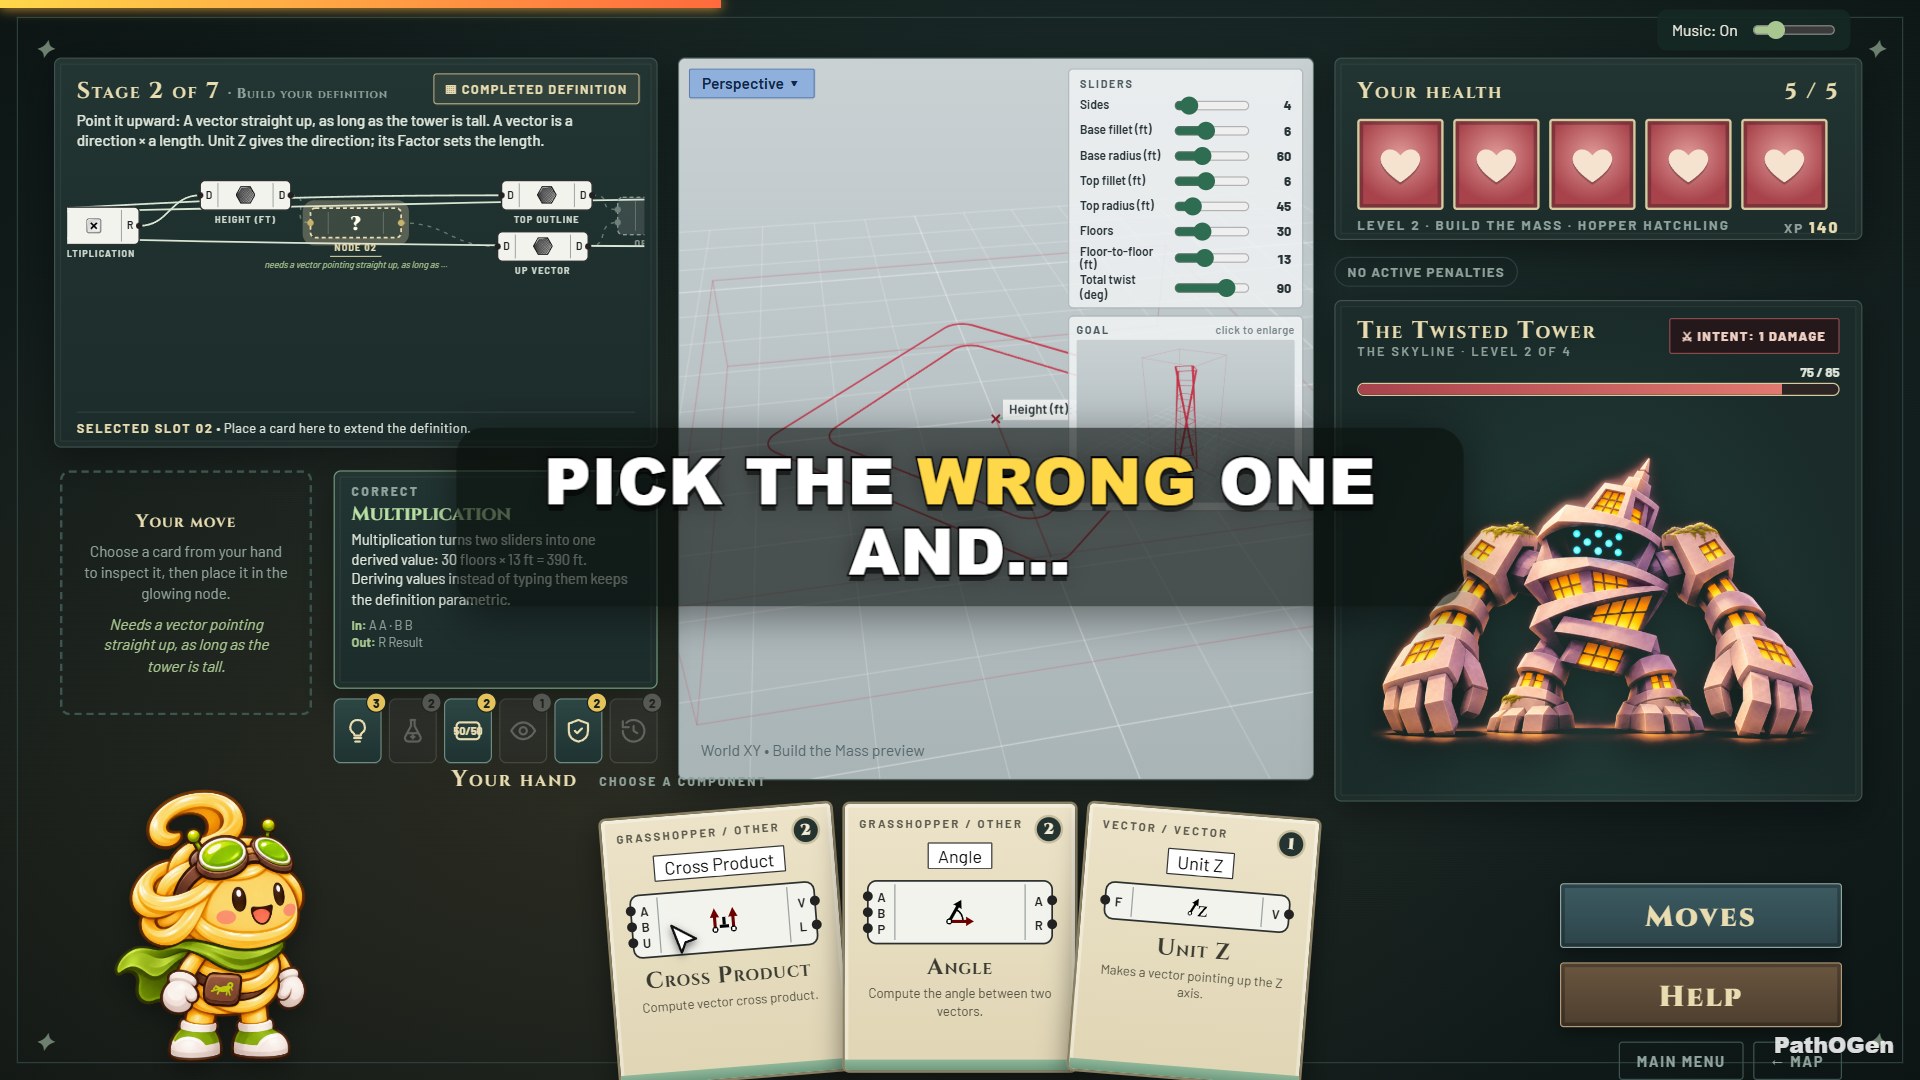 Music: On
STAGE 2 OF 7 · BUILD YOUR DEFINITION
COMPLETED DEFINITION
Point it upward: A vector straight up, as long as the tower is tall. A vector is a
direction × a length. Unit Z gives the direction; its Factor sets the length.
R
LTIPLICATION
D D
HEIGHT (FT)
?
NODE 02
needs a vector pointing straight up, as long as ...
D D
TOP OUTLINE
D D
UP VECTOR
SELECTED SLOT 02 • Place a card here to extend the definition.
Perspective ▼
SLIDERS
Sides 4
Base fillet (ft) 6
Base radius (ft) 60
Top fillet (ft) 6
Top radius (ft) 45
Floors 30
Floor-to-floor (ft) 13
Total twist (deg) 90
GOAL click to enlarge
Height (ft)
World XY • Build the Mass preview
YOUR HEALTH 5 / 5
LEVEL 2 · BUILD THE MASS · HOPPER HATCHLING XP 140
NO ACTIVE PENALTIES
THE TWISTED TOWER
THE SKYLINE · LEVEL 2 OF 4
INTENT: 1 DAMAGE
75 / 85
PICK THE WRONG ONE
AND...
YOUR MOVE
Choose a card from your hand
to inspect it, then place it in the
glowing node.
Needs a vector pointing
straight up, as long as the
tower is tall.
CORRECT
MULTIPLICATION
Multiplication turns two sliders into one
derived value: 30 floors × 13 ft = 390 ft.
Deriving values instead of typing them keeps
the definition parametric.
In: A A · B B
Out: R Result
3 2 2 1 2 2
50/50
YOUR HAND CHOOSE A COMPONENT
GRASSHOPPER / OTHER 2
Cross Product
A B U V L
CROSS PRODUCT
Compute vector cross product.
GRASSHOPPER / OTHER 2
Angle
A B P A R
ANGLE
Compute the angle between two
vectors.
VECTOR / VECTOR 1
Unit Z
F Z V
UNIT Z
Makes a vector pointing up the Z
axis.
MOVES
HELP
MAIN MENU
← MAP
PathOGen